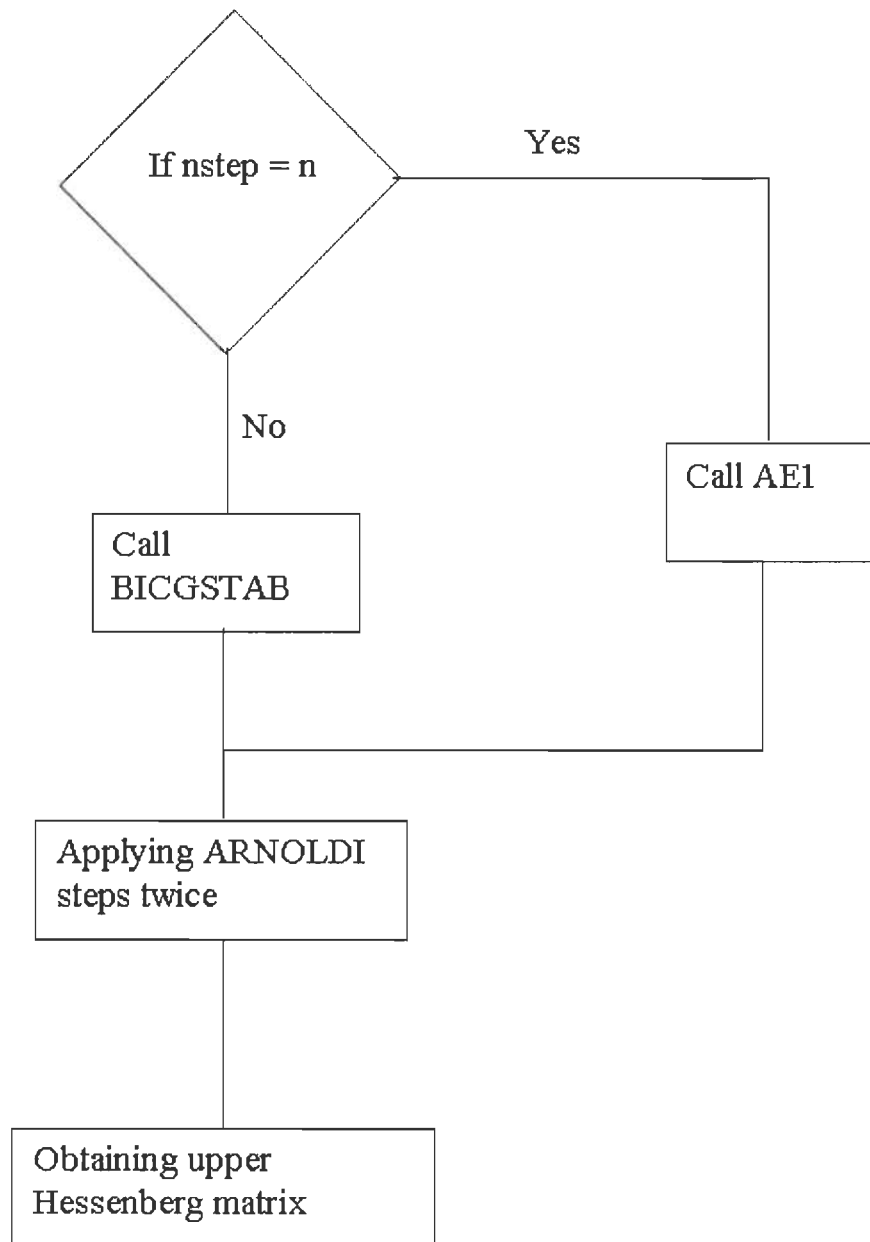 If nstep = n
Yes
No
Call AE1
Call
BICGSTAB
Applying ARNOLDI
steps twice
Obtaining upper
Hessenberg matrix